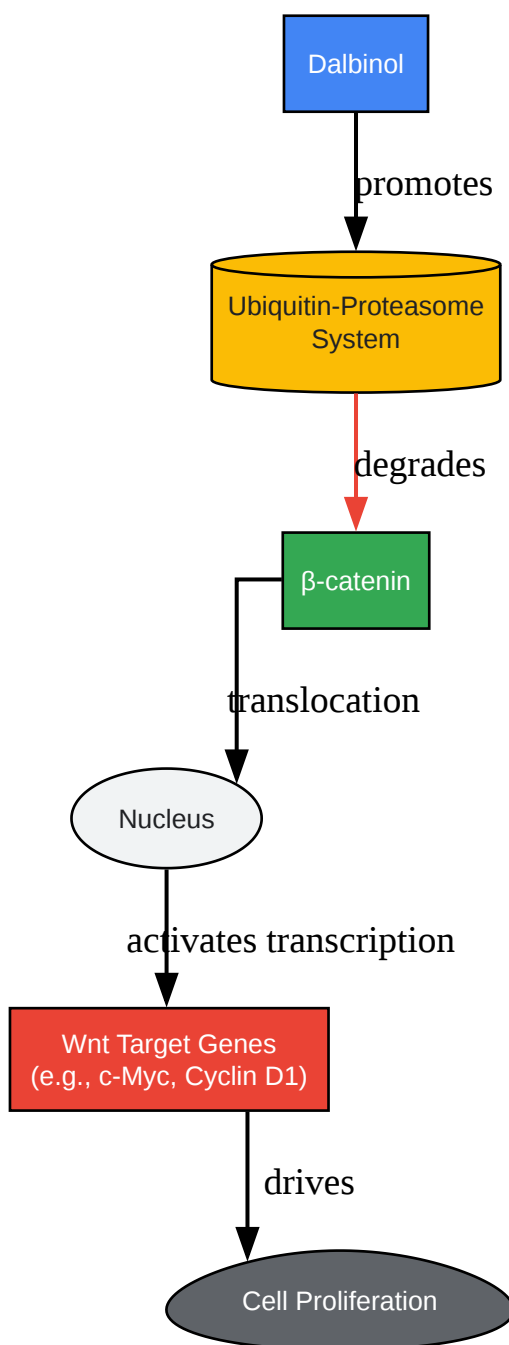 Dalbinol
promotes
Ubiquitin-Proteasome
System
degrades
β-catenin
translocation
Nucleus
activates transcription
Wnt Target Genes
(e.g., c-Myc, Cyclin D1)
drives
Cell Proliferation